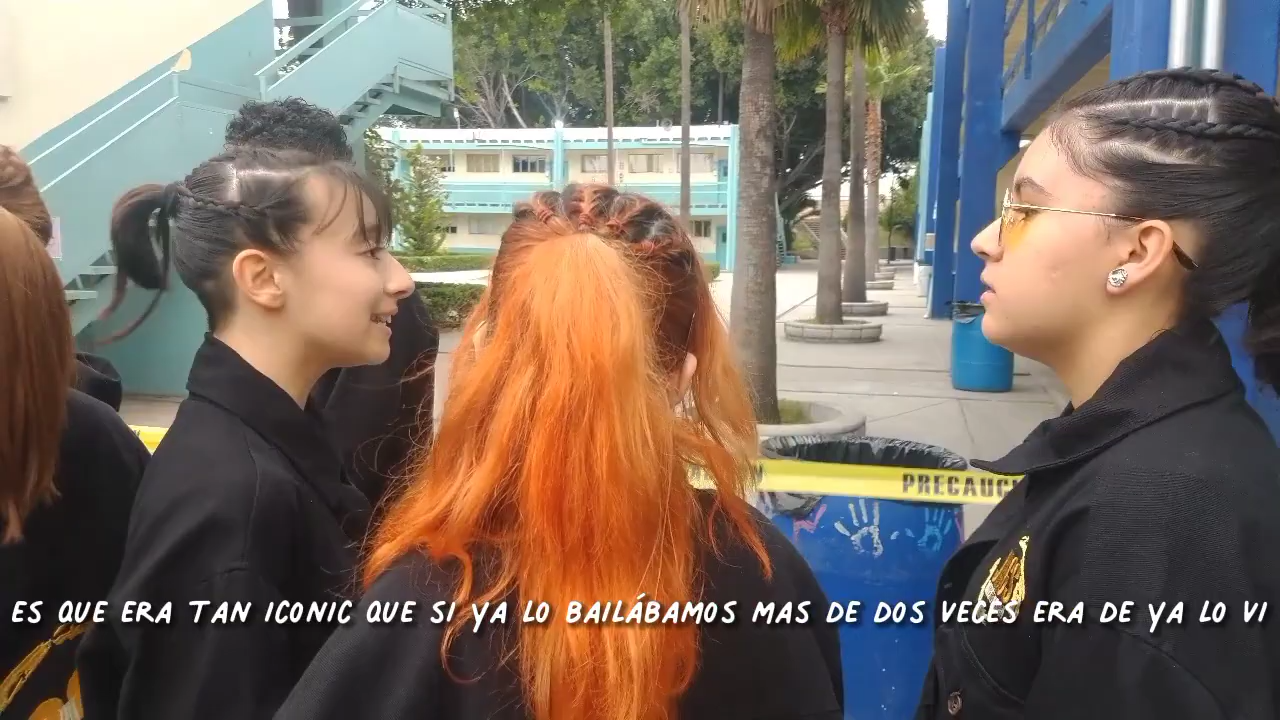 PRECAUCI
ES QUE ERA TAN ICONIC QUE SI YA LO BAILÁBAMOS MAS DE DOS VECES ERA DE YA LO VI